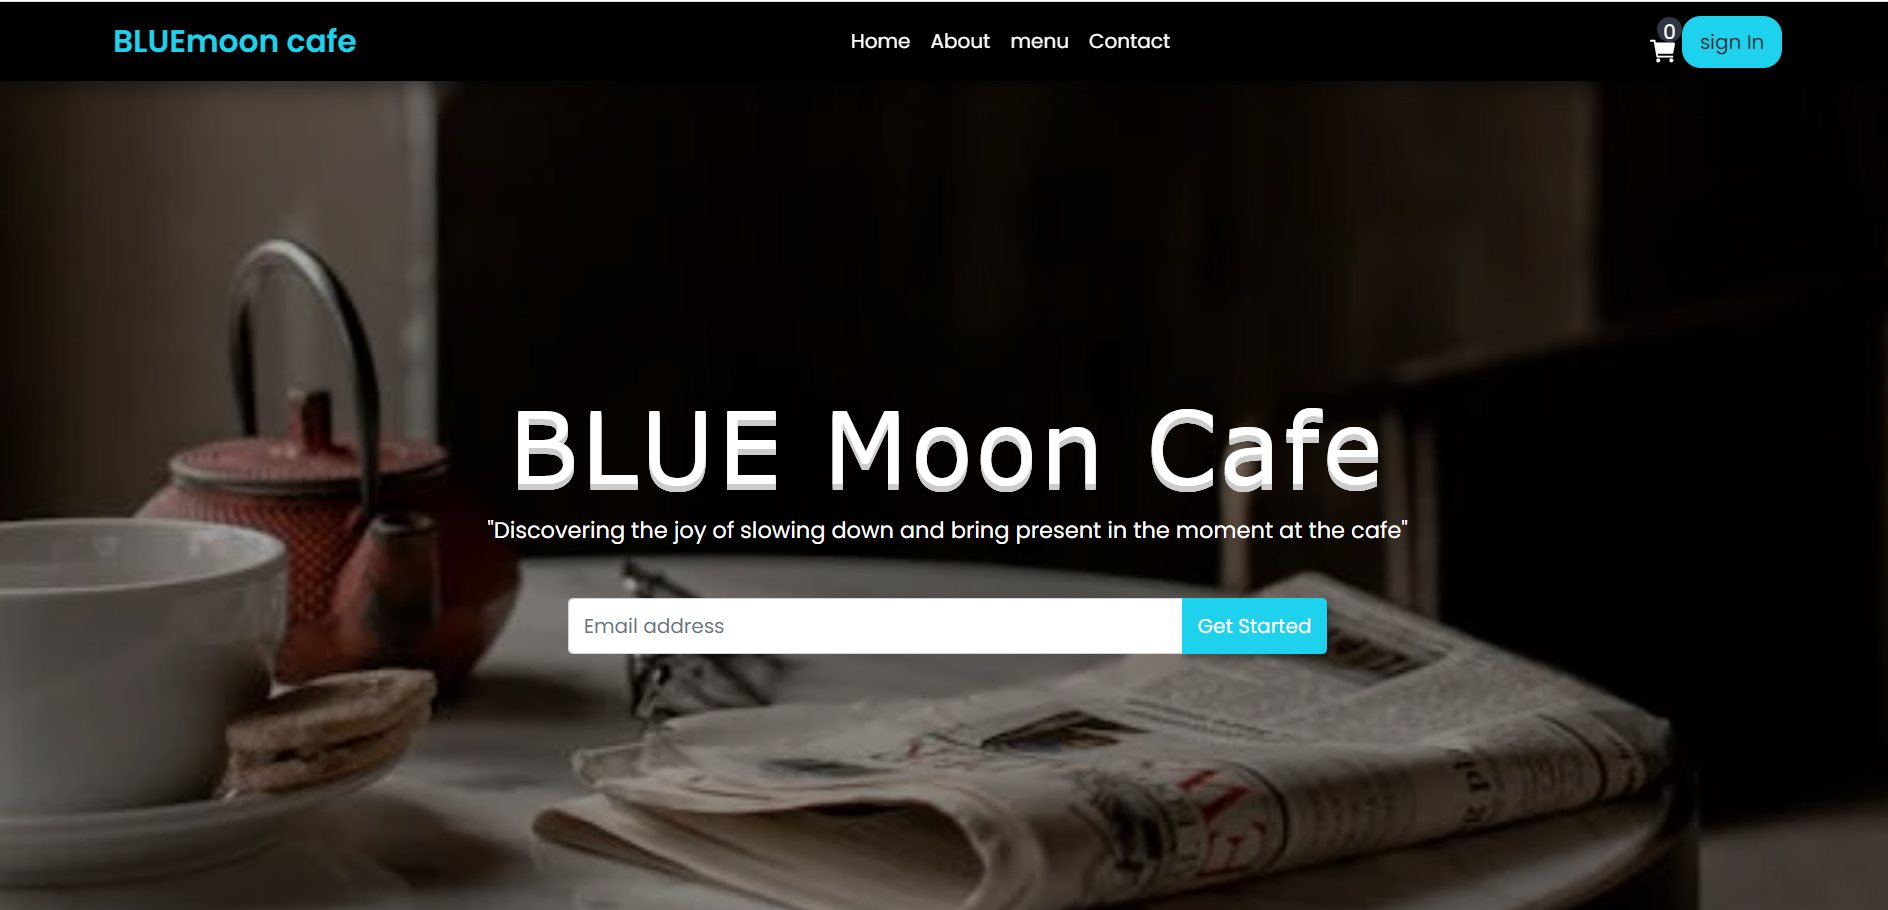 BLUEmoon cafe
Home About menu Contact
0
sign In
BLUE Moon Cafe
"Discovering the joy of slowing down and bring present in the moment at the cafe"
Email address
Get Started